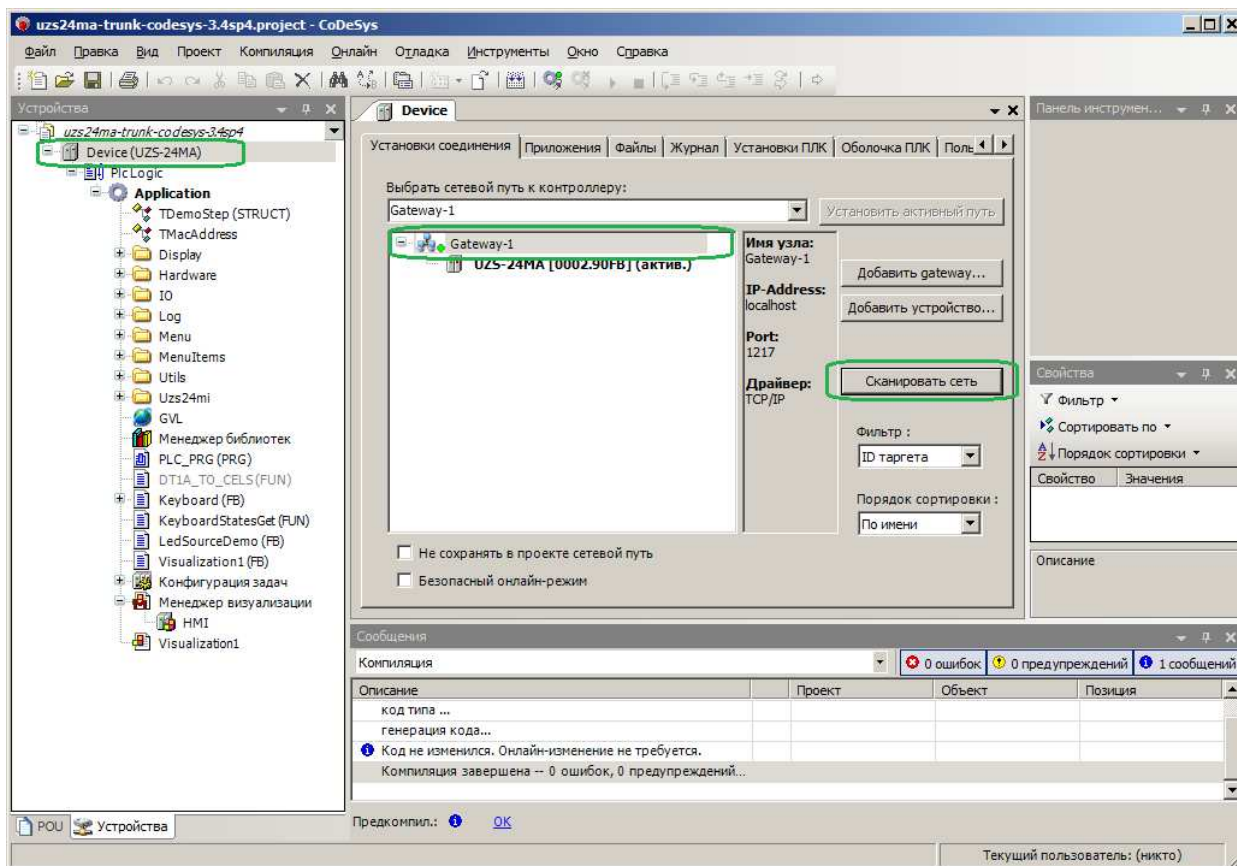 uzs24ma-trunk-codesys-3.4sp4.project - CoDeSys
Файл Правка Вид Проект Компиляция Онлайн Отладка Инструменты Окно Справка
Устройства
uzs24ma-trunk-codesys-3.4sp4
Device (UZS-24MA)
PlcLogic
Application
TDemoStep (STRUCT)
TMacAddress
Display
Hardware
IO
Log
Menu
MenuItems
Utils
Uzs24mi
GVL
Менеджер библиотек
PLC_PRG (PRG)
DT1A_TO_CELS (FUN)
Keyboard (FB)
KeyboardStatesGet (FUN)
LedSourceDemo (FB)
Visualization1 (FB)
Конфигурация задач
Менеджер визуализации
HMI
Visualization1
POU Устройства
Device
Установки соединения Приложения Файлы Журнал Установки ПЛК Оболочка ПЛК Поль
Выбрать сетевой путь к контроллеру:
Gateway-1 Установить активный путь
Gateway-1
UZS-24MA [0002.90FB] (актив.)
Имя узла:
Gateway-1
IP-Address:
localhost
Port:
1217
Драйвер:
TCP/IP
Добавить gateway...
Добавить устройство...
Сканировать сеть
Фильтр :
ID таргета
Порядок сортировки :
По имени
Не сохранять в проекте сетевой путь
Безопасный онлайн-режим
Панель инструмен...
Свойства
Фильтр
Сортировать по
Порядок сортировки
Свойство Значения
Описание
Сообщения
Компиляция 0 ошибок 0 предупреждений 1 сообщений
Описание Проект Объект Позиция
код типа ...
генерация кода...
Код не изменился. Онлайн-изменение не требуется.
Компиляция завершена -- 0 ошибок, 0 предупреждений...
Предкомпил.: OK
Текущий пользователь: (никто)